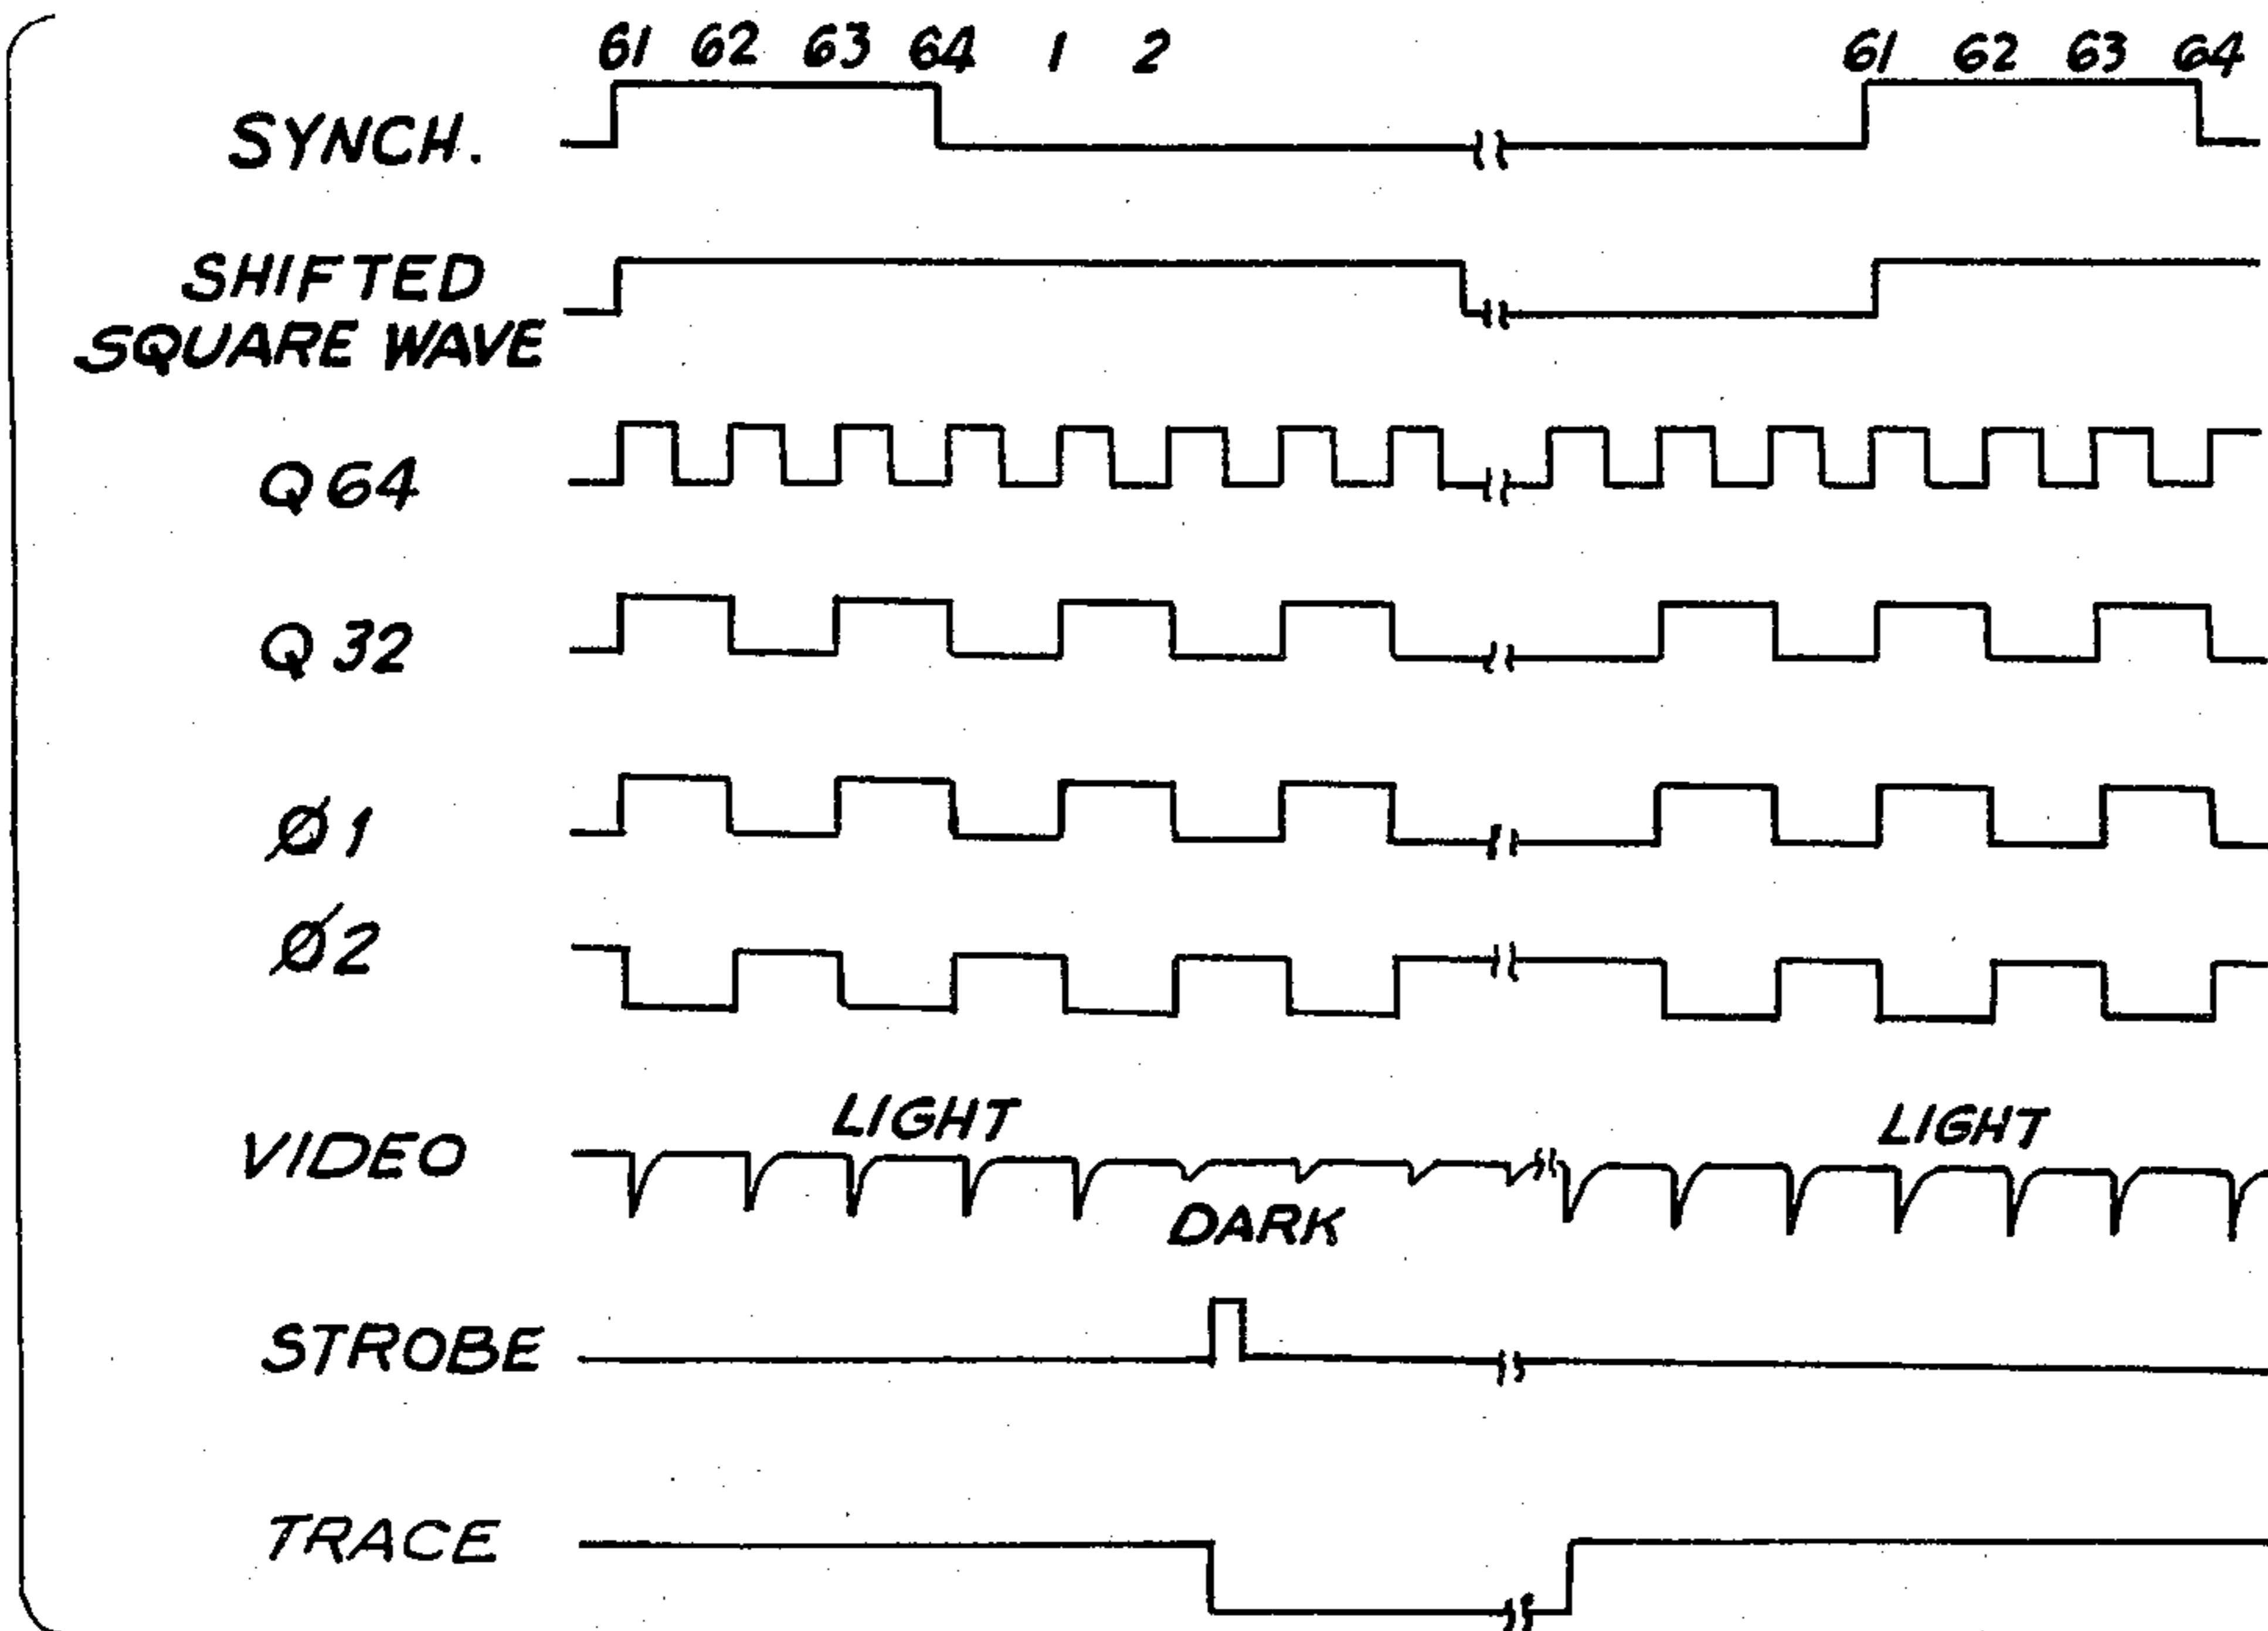 61 62 63 64 1 2 61 62 63 64
SYNCH.
SHIFTED
SQUARE WAVE
Q64
Q32
Ø1
Ø2
LIGHT LIGHT
VIDEO
DARK
STROBE
TRACE